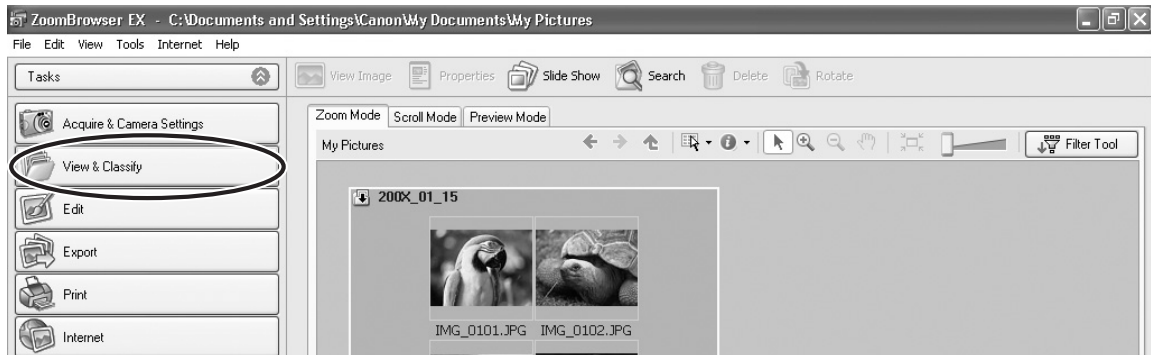 ZoomBrowser EX - C:\Documents and Settings\Canon\My Documents\My Pictures
File Edit View Tools Internet Help
Tasks
View Image Properties Slide Show Search Delete Rotate
Acquire & Camera Settings
View & Classify
Edit
Export
Print
Internet
Zoom Mode Scroll Mode Preview Mode
My Pictures
Filter Tool
200X_01_15
IMG_0101.JPG IMG_0102.JPG